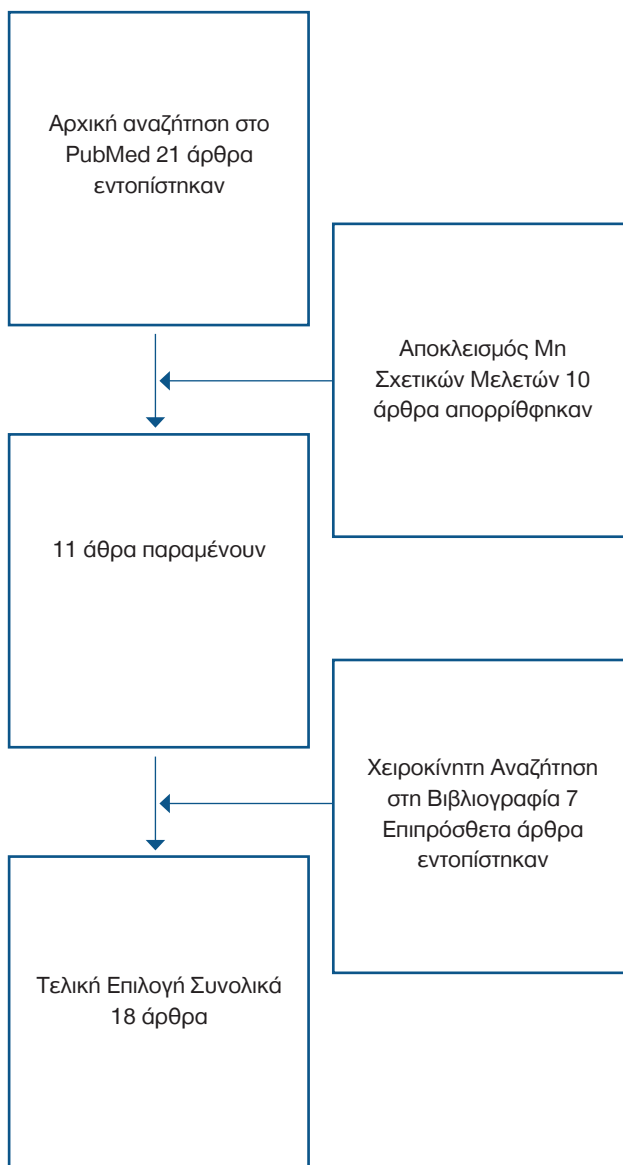 Αρχική αναζήτηση στο
PubMed 21 άρθρα
εντοπίστηκαν
Αποκλεισμός Μη
Σχετικών Μελετών 10
άρθρα απορρίθφηκαν
11 άθρα παραμένουν
Χειροκίνητη Αναζήτηση
στη Βιβλιογραφία 7
Επιπρόσθετα άρθρα
εντοπίστηκαν
Τελική Επιλογή Συνολικά
18 άρθρα